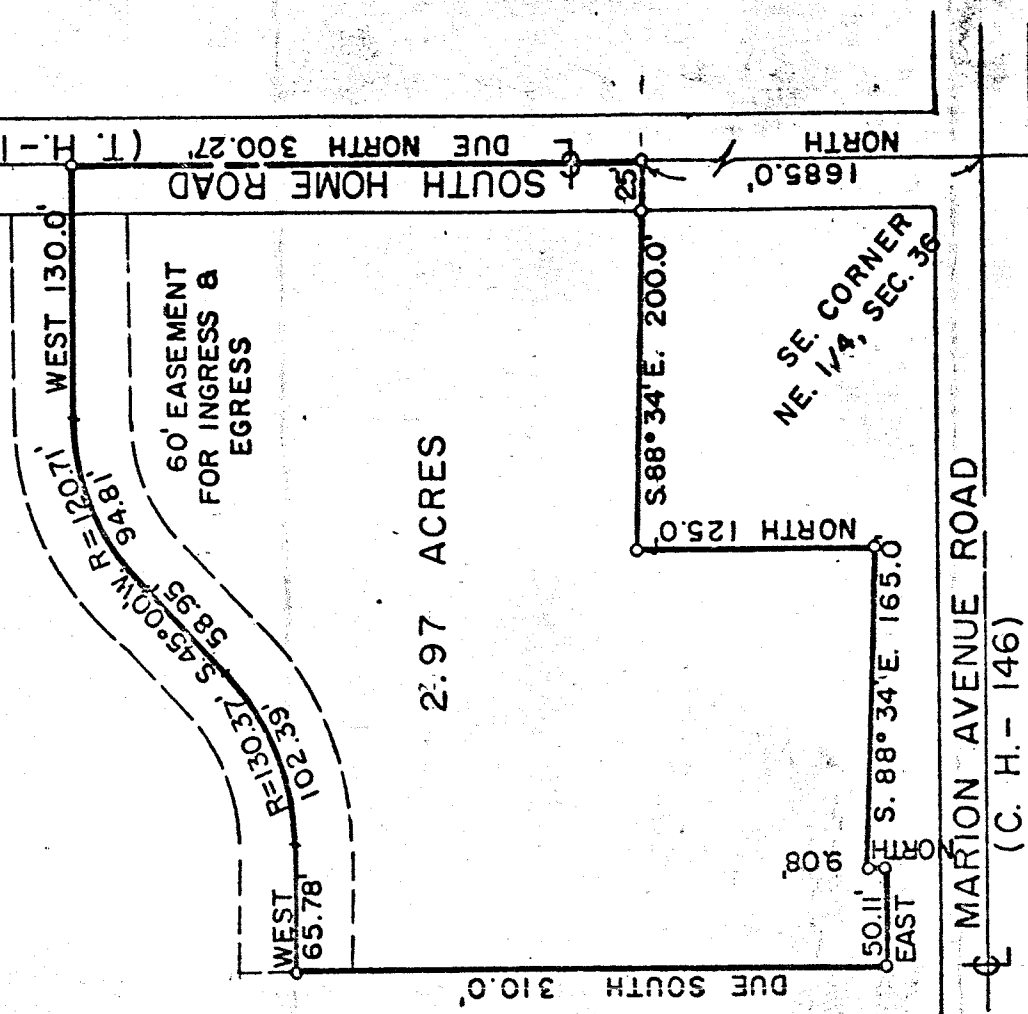 SOUTH HOME ROAD
(T. H.-
DUE NORTH 300.27'
WEST 130.0'
60' EASEMENT
FOR INGRESS &
EGRESS
R=120.71'
94.81'
S.45°00'W.
58.95'
R=130.37'
102.39'
WEST
65.78'
2.97 ACRES
25'
S.88°34'E. 200.0'
NORTH 125.0'
NORTH
1685.0'
SE. CORNER
NE. 1/4, SEC. 36
S. 88°34'E. 165.0'
NORTH
9.08'
50.11'
EAST
DUE SOUTH 310.0'
MARION AVENUE ROAD
(C. H.- 146)